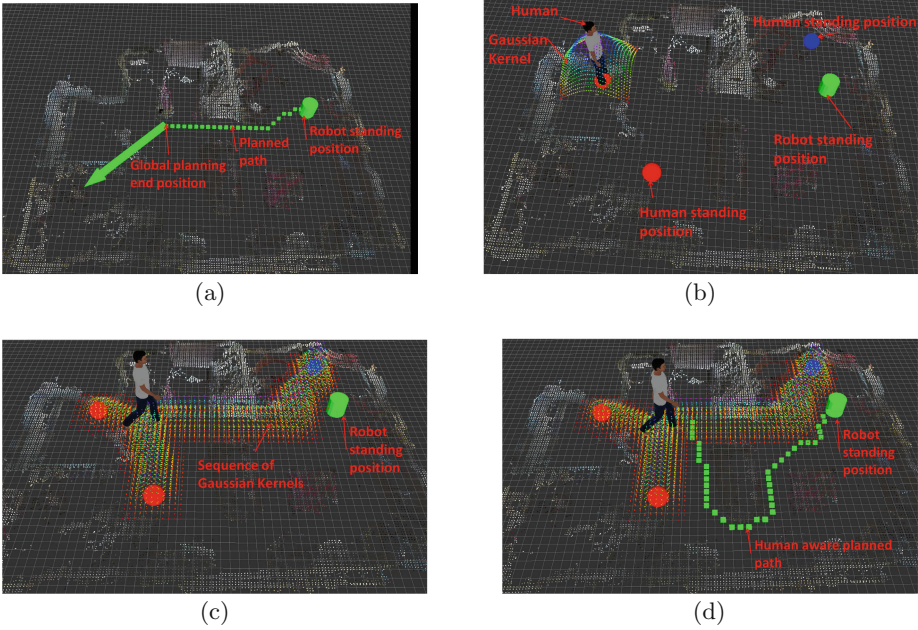 Robot standing
position
Planned
path
Global planning
end position
(a)
Human
Human standing position
Gaussian
Kernel
Robot standing
position
Human standing
position
(b)
Sequence of
Gaussian Kernels
Robot
standing
position
(c)
Robot
standing
position
Human aware planned
path
(d)